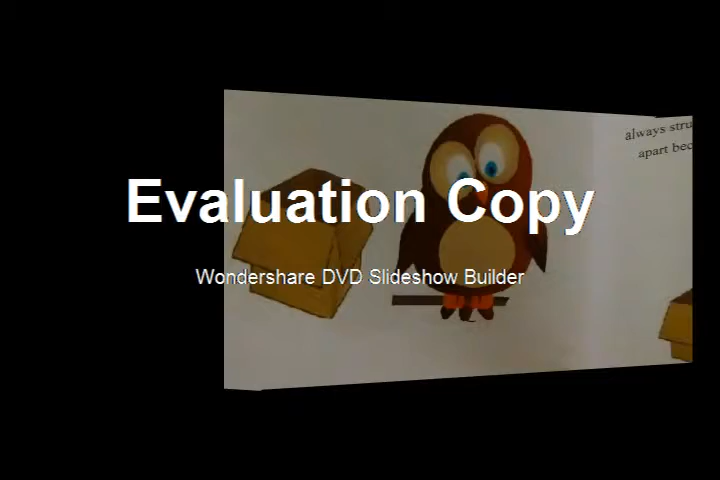 always
apart
Evaluation Copy
Wondershare DVD Slideshow Builder